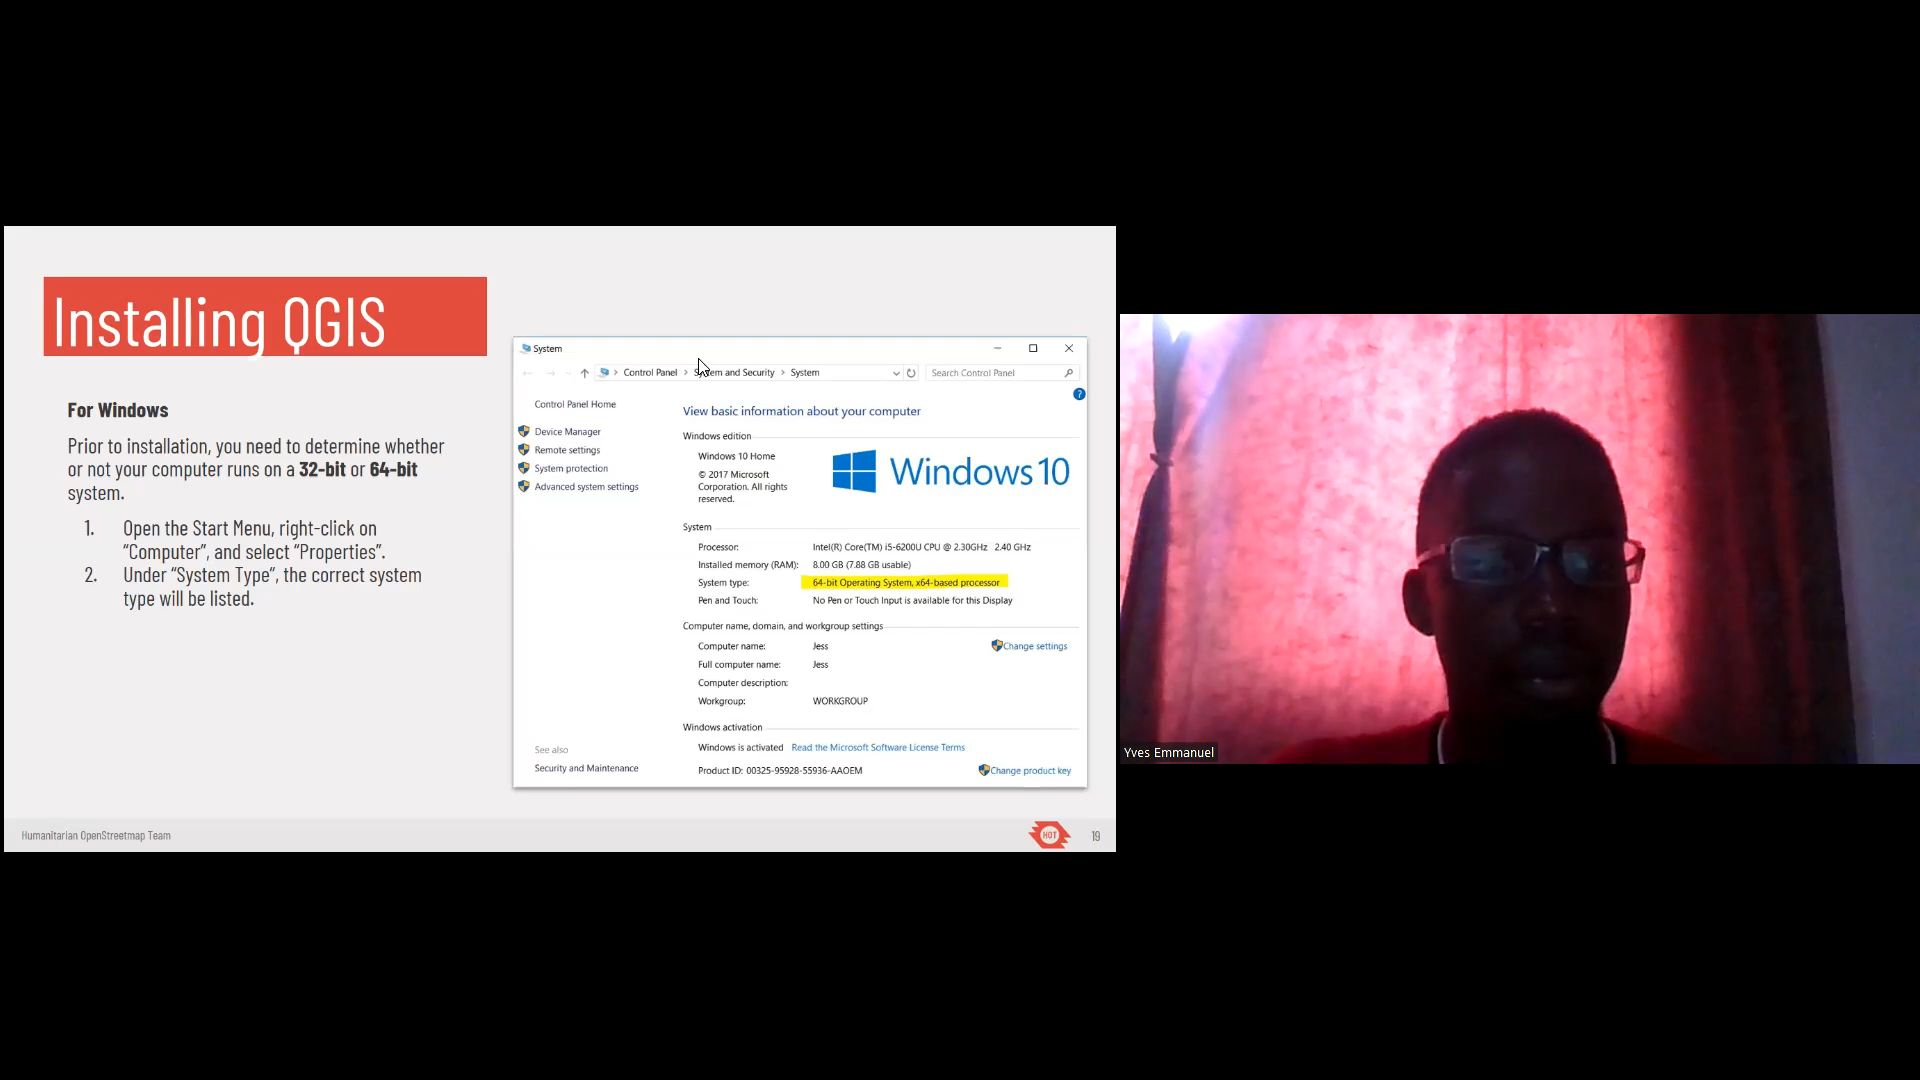 Installing QGIS
For Windows
Prior to installation, you need to determine whether
or not your computer runs on a 32-bit or 64-bit
system.
1. Open the Start Menu, right-click on
“Computer”, and select “Properties”.
2. Under “System Type”, the correct system
type will be listed.
System
Control Panel > System and Security > System
Search Control Panel
?
Control Panel Home
Device Manager
Remote settings
System protection
Advanced system settings
See also
Security and Maintenance
View basic information about your computer
Windows edition
Windows 10 Home
© 2017 Microsoft
Corporation. All rights
reserved.
Windows 10
System
Processor: Intel(R) Core(TM) i5-6200U CPU @ 2.30GHz 2.40 GHz
Installed memory (RAM): 8.00 GB (7.88 GB usable)
System type: 64-bit Operating System, x64-based processor
Pen and Touch: No Pen or Touch Input is available for this Display
Computer name, domain, and workgroup settings
Computer name: Jess
Change settings
Full computer name: Jess
Computer description:
Workgroup: WORKGROUP
Windows activation
Windows is activated Read the Microsoft Software License Terms
Product ID: 00325-95928-55936-AAOEM
Change product key
Humanitarian OpenStreetmap Team
HOT
19
Yves Emmanuel